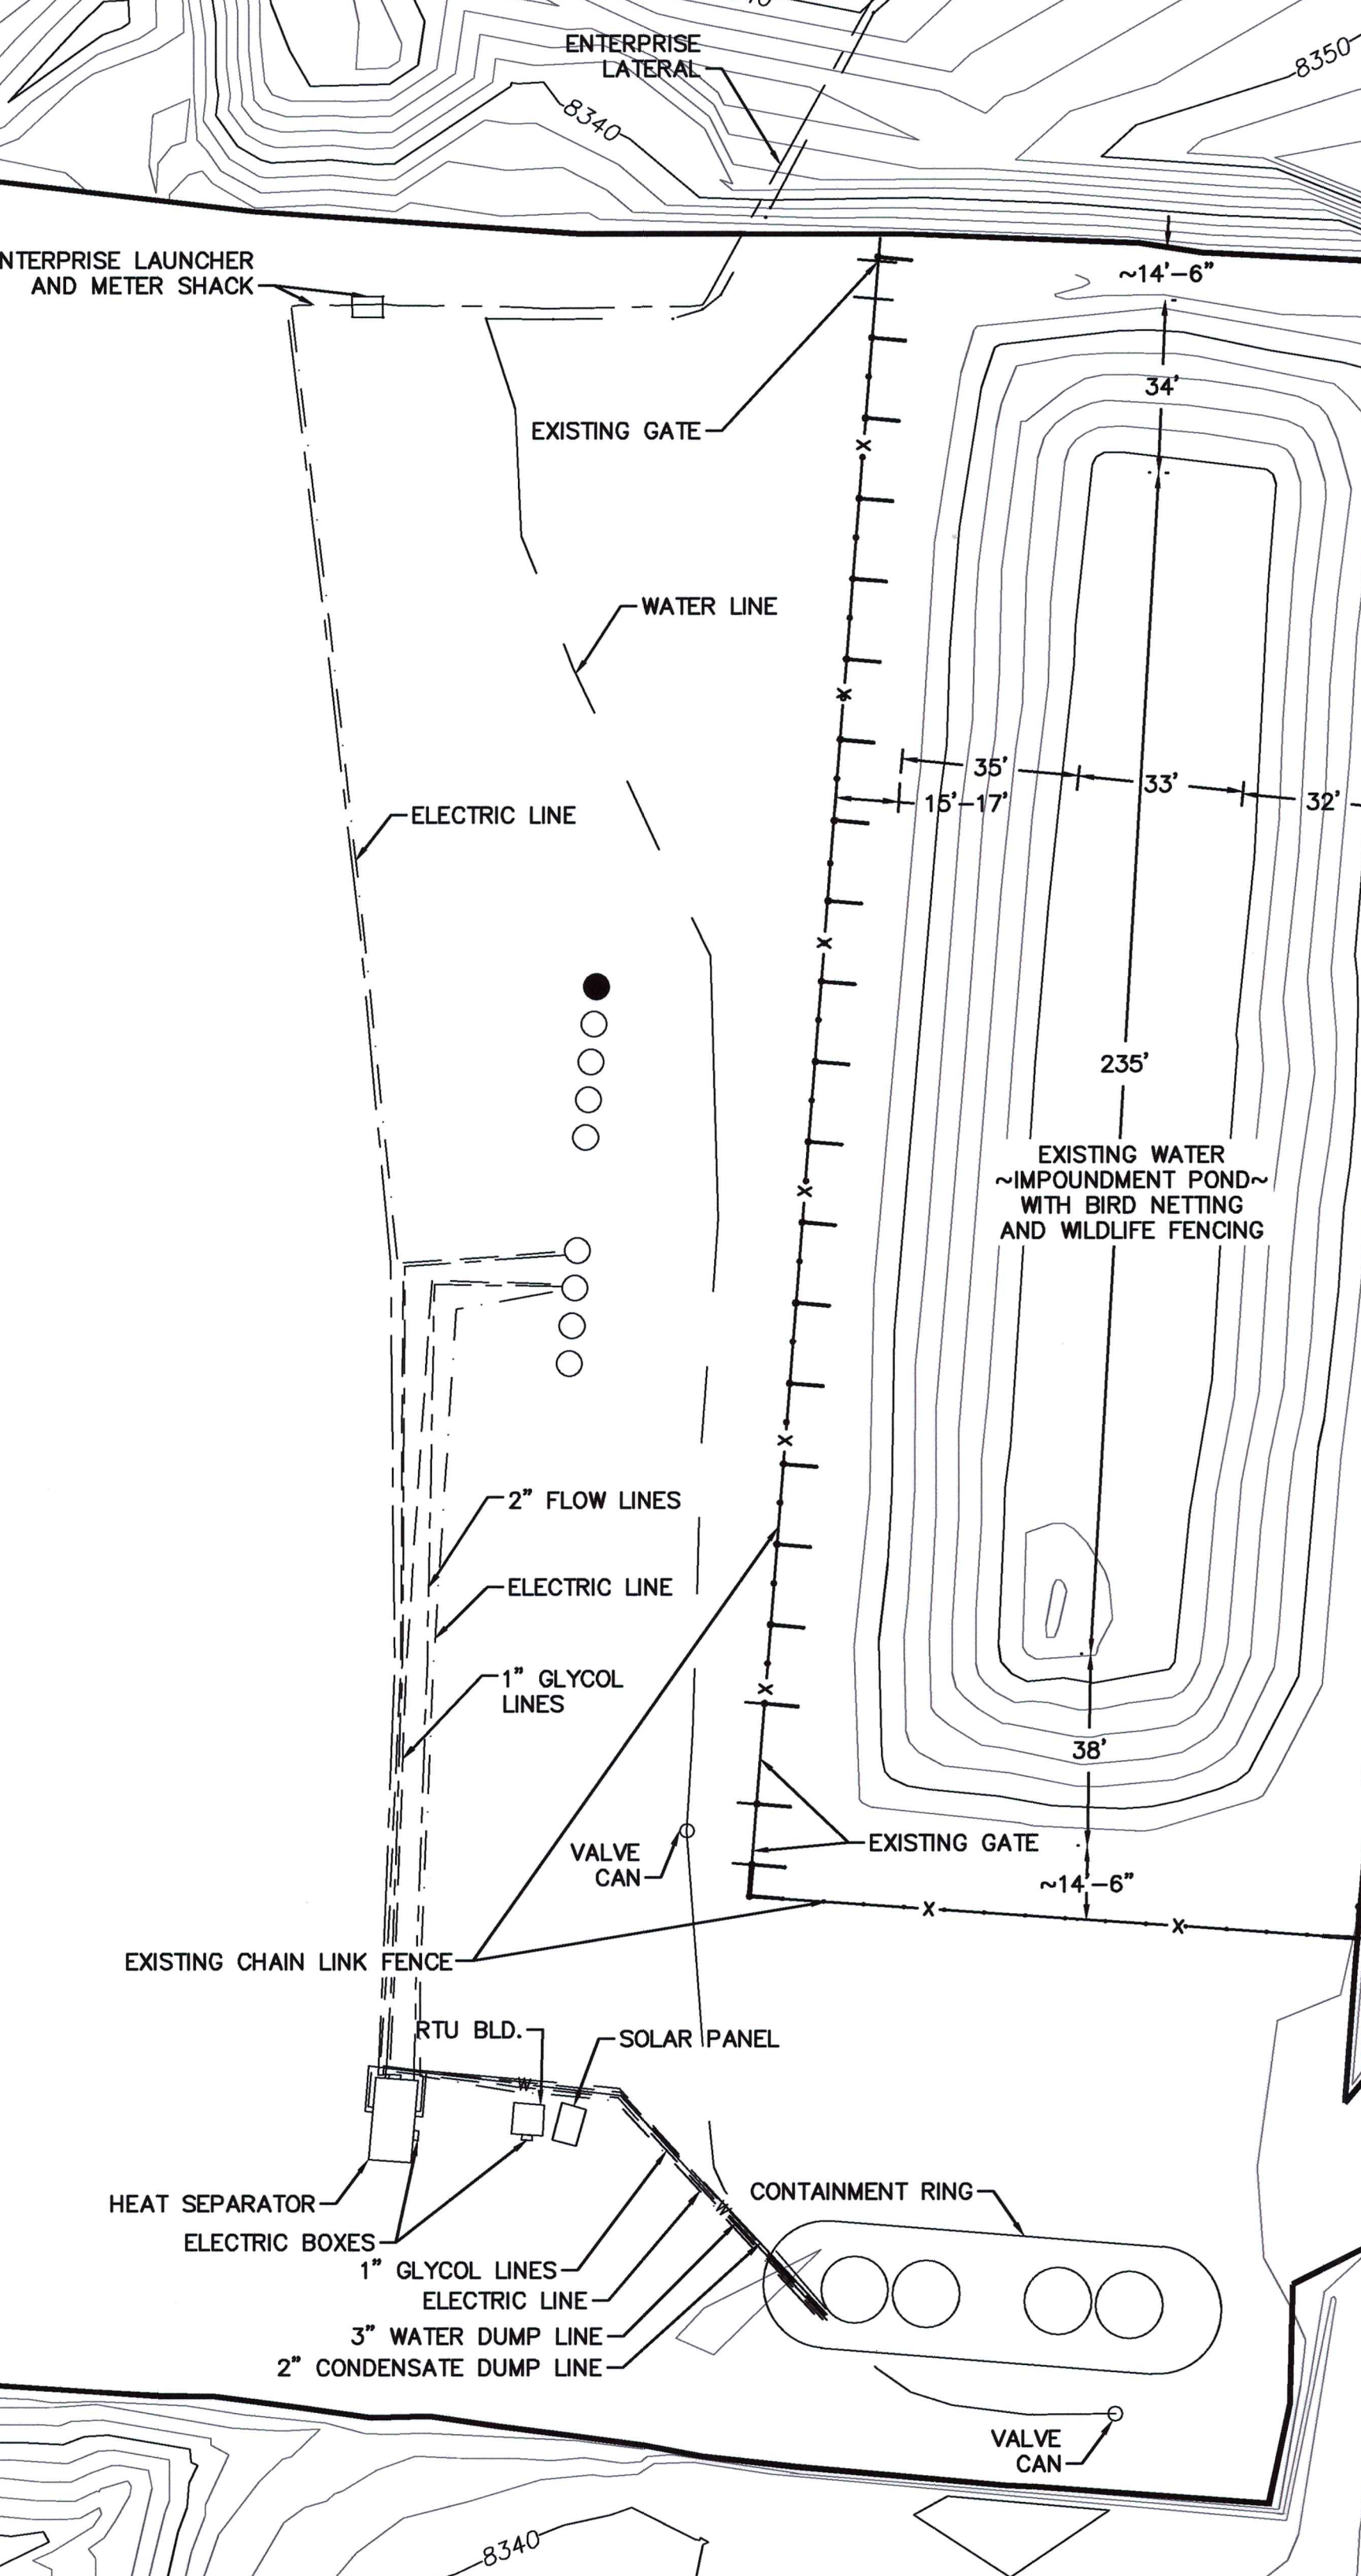 ENTERPRISE
LATERAL
8340
8350
NTERPRISE LAUNCHER
AND METER SHACK
~14'-6"
34'
EXISTING GATE
X
WATER LINE
X
35'
33'
32'
15'-17'
ELECTRIC LINE
X
235'
EXISTING WATER
~IMPOUNDMENT POND~
WITH BIRD NETTING
AND WILDLIFE FENCING
X
X
2" FLOW LINES
ELECTRIC LINE
1" GLYCOL
LINES
X
38'
EXISTING GATE
VALVE
CAN
~14'-6"
X
X
EXISTING CHAIN LINK FENCE
RTU BLD.
SOLAR PANEL
W
HEAT SEPARATOR
CONTAINMENT RING
W
ELECTRIC BOXES
1" GLYCOL LINES
ELECTRIC LINE
3" WATER DUMP LINE
2" CONDENSATE DUMP LINE
VALVE
CAN
8340